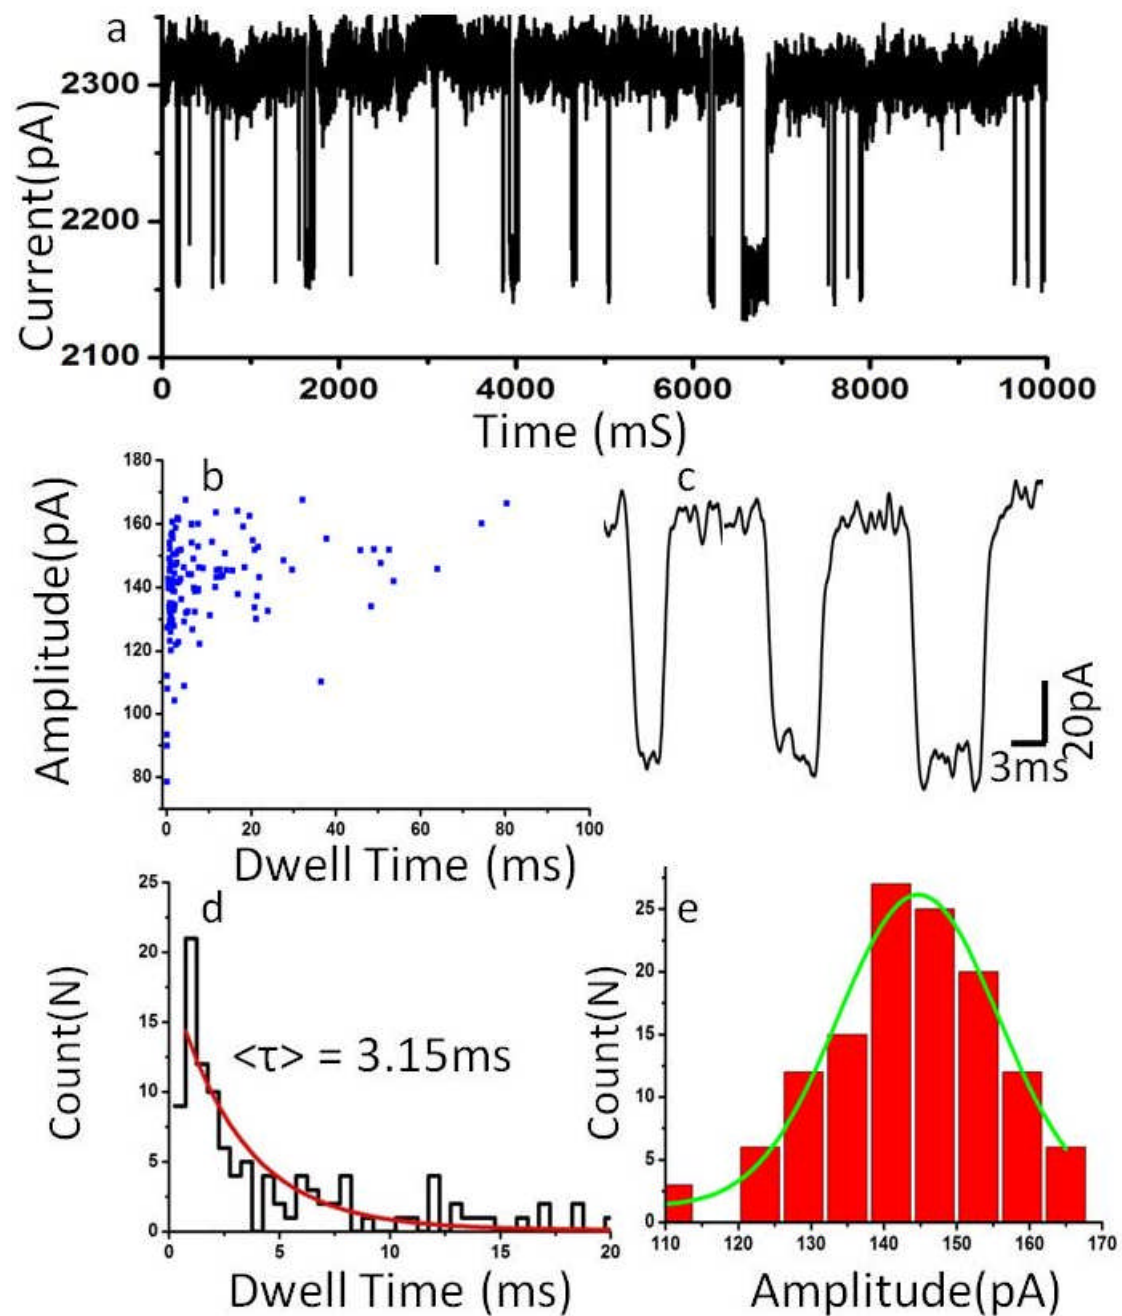 a
2300
2200
2100
Current(pA)
0 2000 4000 6000 8000 10000
Time (mS)
b
180
160
140
120
100
80
Amplitude(pA)
0 20 40 60 80 100
Dwell Time (ms)
c
20pA
3ms
d
25
20
15
10
5
0
Count(N)
<τ> = 3.15ms
0 5 10 15 20
Dwell Time (ms)
e
25
20
15
10
5
0
Count(N)
110 120 130 140 150 160 170
Amplitude(pA)